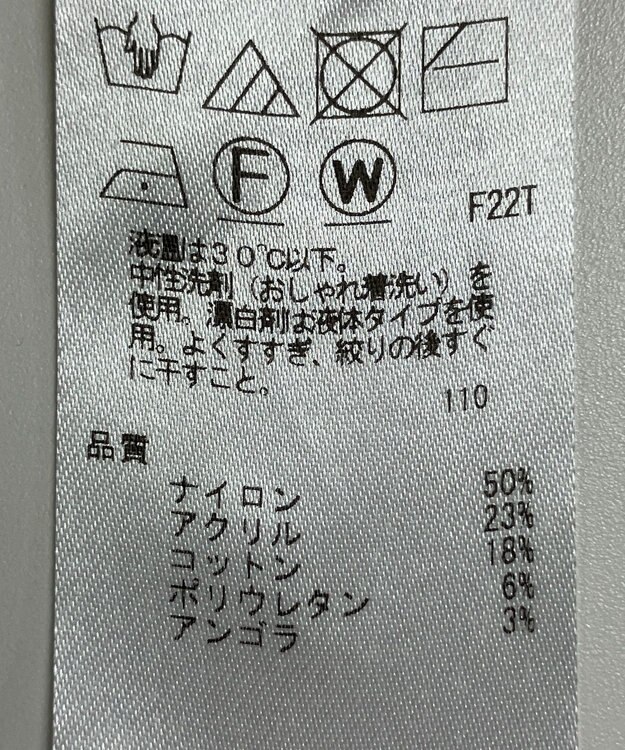 F W F22T
液温は30℃以下。
中性洗剤(おしゃれ着洗い)を
使用。漂白剤は液体タイプを使
用。よくすすぎ、絞りの後すぐ
に干すこと。
110
品質
ナイロン 50%
アクリル 23%
コットン 18%
ポリウレタン 6%
アンゴラ 3%